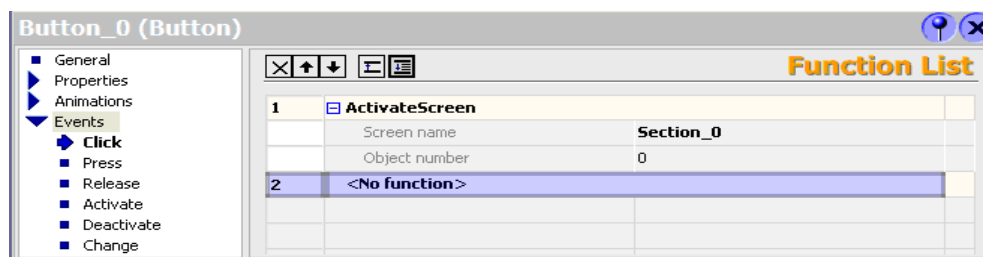 Button_0 (Button)
General
Properties
Animations
Events
Click
Press
Release
Activate
Deactivate
Change
Function List
1 ActivateScreen
Screen name Section_0
Object number 0
2 <No function>